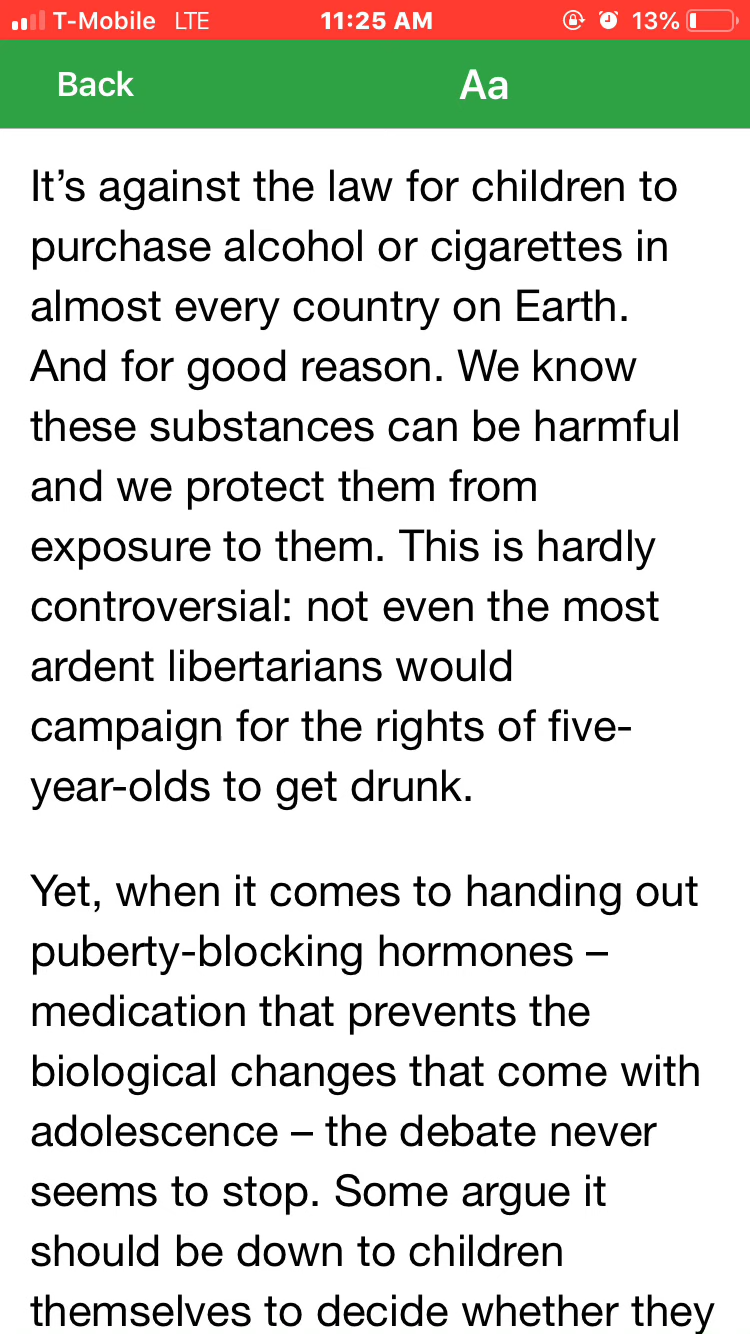 T-Mobile LTE 11:25 AM 13%
Back Aa
It’s against the law for children to
purchase alcohol or cigarettes in
almost every country on Earth.
And for good reason. We know
these substances can be harmful
and we protect them from
exposure to them. This is hardly
controversial: not even the most
ardent libertarians would
campaign for the rights of five-
year-olds to get drunk.
Yet, when it comes to handing out
puberty-blocking hormones –
medication that prevents the
biological changes that come with
adolescence – the debate never
seems to stop. Some argue it
should be down to children
themselves to decide whether they